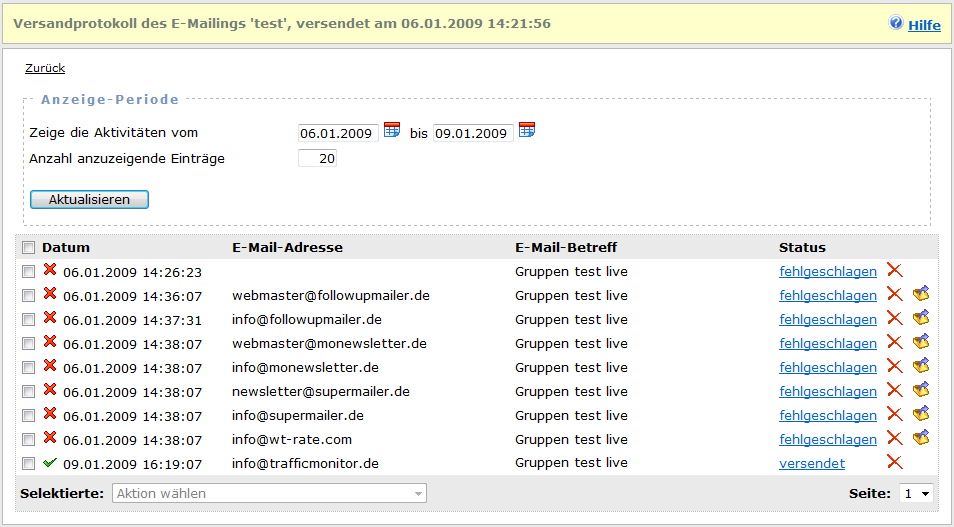 Versandprotokoll des E-Mailings 'test', versendet am 06.01.2009 14:21:56 Hilfe
Zurück
Anzeige-Periode
Zeige die Aktivitäten vom 06.01.2009 bis 09.01.2009
Anzahl anzuzeigende Einträge 20
Aktualisieren
Datum E-Mail-Adresse E-Mail-Betreff Status
06.01.2009 14:26:23 Gruppen test live fehlgeschlagen
06.01.2009 14:36:07 webmaster@followupmailer.de Gruppen test live fehlgeschlagen
06.01.2009 14:37:31 info@followupmailer.de Gruppen test live fehlgeschlagen
06.01.2009 14:38:07 webmaster@monewsletter.de Gruppen test live fehlgeschlagen
06.01.2009 14:38:07 info@monewsletter.de Gruppen test live fehlgeschlagen
06.01.2009 14:38:07 newsletter@supermailer.de Gruppen test live fehlgeschlagen
06.01.2009 14:38:07 info@supermailer.de Gruppen test live fehlgeschlagen
06.01.2009 14:38:07 info@wt-rate.com Gruppen test live fehlgeschlagen
09.01.2009 16:19:07 info@trafficmonitor.de Gruppen test live versendet
Selektierte: Aktion wählen Seite: 1